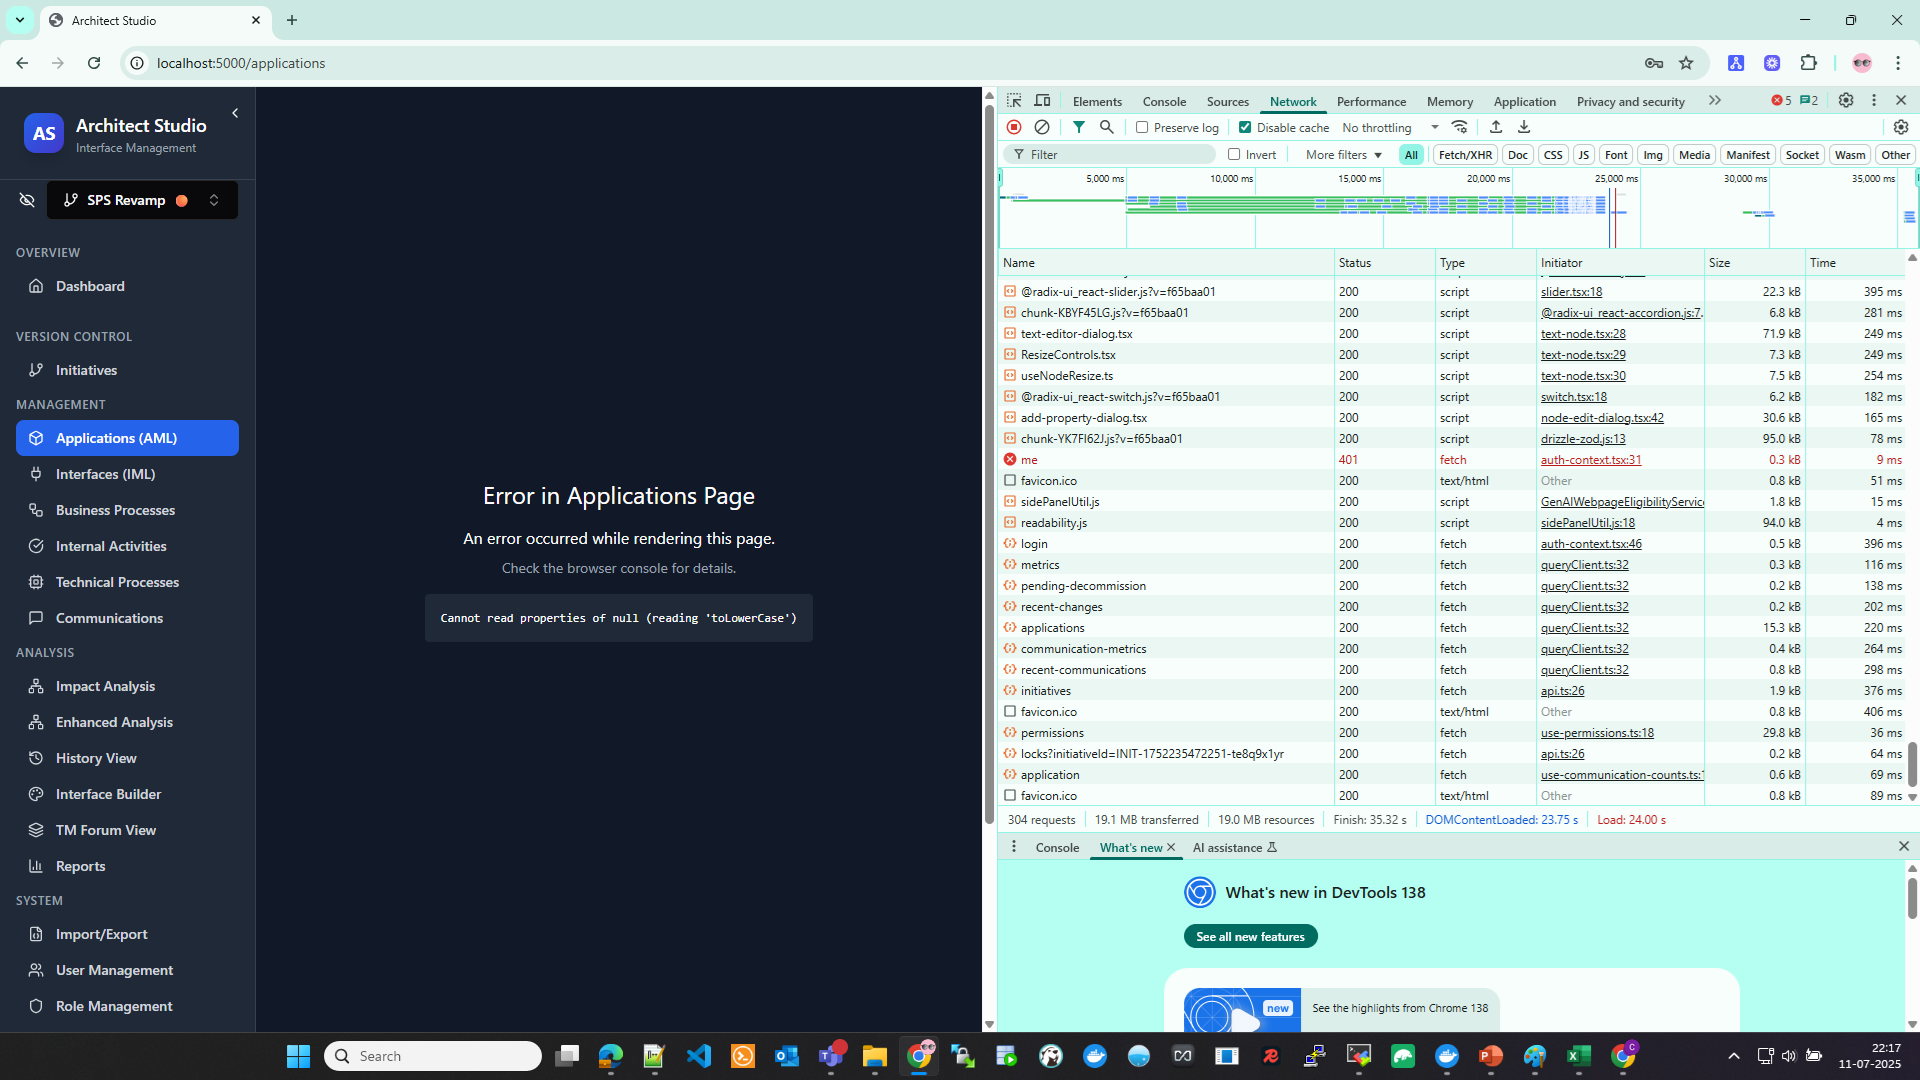 Architect Studio
localhost:5000/applications
AS
Architect Studio
Interface Management
SPS Revamp
OVERVIEW
Dashboard
VERSION CONTROL
Initiatives
MANAGEMENT
Applications (AML)
Interfaces (IML)
Business Processes
Internal Activities
Technical Processes
Communications
ANALYSIS
Impact Analysis
Enhanced Analysis
History View
Interface Builder
TM Forum View
Reports
SYSTEM
Import/Export
User Management
Role Management
Error in Applications Page
An error occurred while rendering this page.
Check the browser console for details.
Cannot read properties of null (reading 'toLowerCase')
Elements Console Sources Network Performance Memory Application Privacy and security 5 2
Preserve log Disable cache No throttling
Filter Invert More filters All Fetch/XHR Doc CSS JS Font Img Media Manifest Socket Wasm Other
5,000 ms 10,000 ms 15,000 ms 20,000 ms 25,000 ms 30,000 ms 35,000 ms
Name Status Type Initiator Size Time
@radix-ui_react-slider.js?v=f65baa01 200 script slider.tsx:18 22.3 kB 395 ms
chunk-KBYF45LG.js?v=f65baa01 200 script @radix-ui_react-accordion.js:7 6.8 kB 281 ms
text-editor-dialog.tsx 200 script text-node.tsx:28 71.9 kB 249 ms
ResizeControls.tsx 200 script text-node.tsx:29 7.3 kB 249 ms
useNodeResize.ts 200 script text-node.tsx:30 7.5 kB 254 ms
@radix-ui_react-switch.js?v=f65baa01 200 script switch.tsx:18 6.2 kB 182 ms
add-property-dialog.tsx 200 script node-edit-dialog.tsx:42 30.6 kB 165 ms
chunk-YK7FI62J.js?v=f65baa01 200 script drizzle-zod.js:13 95.0 kB 78 ms
me 401 fetch auth-context.tsx:31 0.3 kB 9 ms
favicon.ico 200 text/html Other 0.8 kB 51 ms
sidePanelUtil.js 200 script GenAIWebpageEligibilityService 1.8 kB 15 ms
readability.js 200 script sidePanelUtil.js:18 94.0 kB 4 ms
login 200 fetch auth-context.tsx:46 0.5 kB 396 ms
metrics 200 fetch queryClient.ts:32 0.3 kB 116 ms
pending-decommission 200 fetch queryClient.ts:32 0.2 kB 138 ms
recent-changes 200 fetch queryClient.ts:32 0.2 kB 202 ms
applications 200 fetch queryClient.ts:32 15.3 kB 220 ms
communication-metrics 200 fetch queryClient.ts:32 0.4 kB 264 ms
recent-communications 200 fetch queryClient.ts:32 0.8 kB 298 ms
initiatives 200 fetch api.ts:26 1.9 kB 376 ms
favicon.ico 200 text/html Other 0.8 kB 406 ms
permissions 200 fetch use-permissions.ts:18 29.8 kB 36 ms
locks?initiativeId=INIT-1752235472251-te8q9x1yr 200 fetch api.ts:26 0.2 kB 64 ms
application 200 fetch use-communication-counts.ts:1 0.6 kB 69 ms
favicon.ico 200 text/html Other 0.8 kB 89 ms
304 requests 19.1 MB transferred 19.0 MB resources Finish: 35.32 s DOMContentLoaded: 23.75 s Load: 24.00 s
Console What's new AI assistance
What's new in DevTools 138
See all new features
new
See the highlights from Chrome 138
Search
C
22:17
11-07-2025